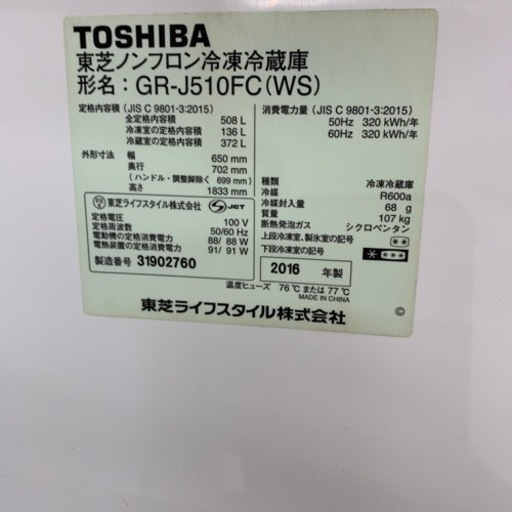 TOSHIBA
東芝ノンフロン冷凍冷蔵庫
形名：GR-J510FC(WS)
定格内容積 (JIS C 9801-3:2015)
全定格内容積 508 L
冷凍室の定格内容積 136 L
冷蔵室の定格内容積 372 L
外形寸法 幅 650 mm
奥行 702 mm
(ハンドル・調整脚除く 699 mm)
高さ 1833 mm
東芝ライフスタイル株式会社 S JET
定格電圧 100 V
定格周波数 50/60 Hz
電動機の定格消費電力 88/ 88 W
電熱装置の定格消費電力 91/ 91 W
製造番号 31902760
消費電力量 (JIS C 9801-3:2015)
50Hz 320 kWh/年
60Hz 320 kWh/年
種類 冷凍冷蔵庫
冷媒 R600a
冷媒封入量 68 g
質量 107 kg
断熱発泡ガス シクロペンタン
上段冷凍室、製氷室の記号
下段冷凍室の記号
2016 年製
温度ヒューズ 76℃ または 77℃
MADE IN CHINA
東芝ライフスタイル株式会社
©